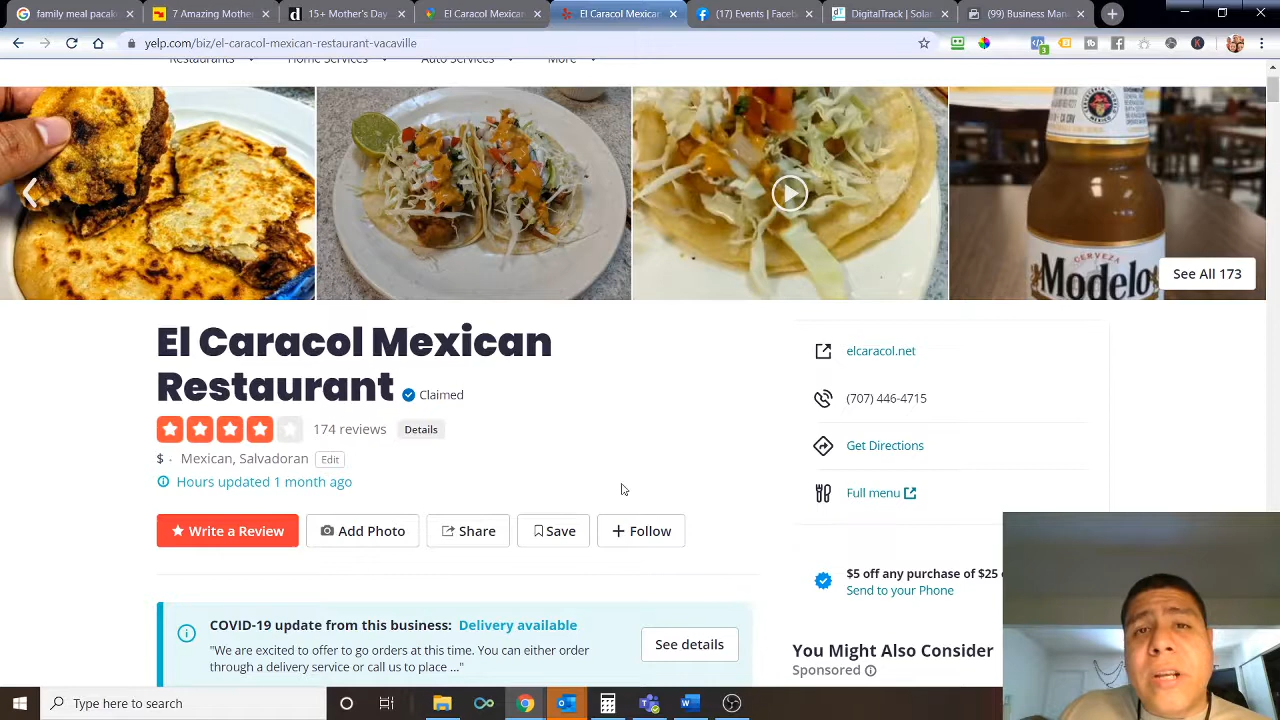 family meal pacak
7 Amazing Mothe
15+ Mother's Day
El Caracol Mexican
El Caracol Mexican
(17) Events | Faceb
DigitalTrack | Solan
(99) Business Man
yelp.com/biz/el-caracol-mexican-restaurant-vacaville
3
Restaurants
Home Services
Auto Services
More
CERVEZA
Modelo
See All 173
El Caracol Mexican
Restaurant
Claimed
174 reviews
Details
$ · Mexican, Salvadoran
Edit
Hours updated 1 month ago
Write a Review
Add Photo
Share
Save
Follow
COVID-19 update from this business: Delivery available
"We are excited to offer to go orders at this time. You can either order
through a delivery service or call us to place ..."
See details
elcaracol.net
(707) 446-4715
Get Directions
Full menu
$5 off any purchase of $25
Send to your Phone
You Might Also Consider
Sponsored
Type here to search